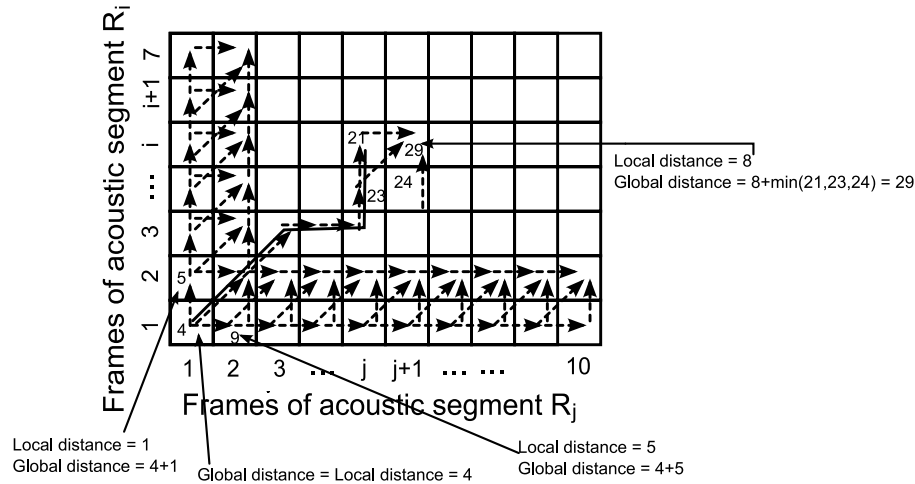 Frames of acoustic segment Ri
7
i+1
i
...
3
2
1
21
29
23
24
5
4
9
Local distance = 8
Global distance = 8+min(21,23,24) = 29
1 2 3 ... j j+1 ... ... 10
Frames of acoustic segment Rj
Local distance = 1
Global distance = 4+1
Global distance = Local distance = 4
Local distance = 5
Global distance = 4+5